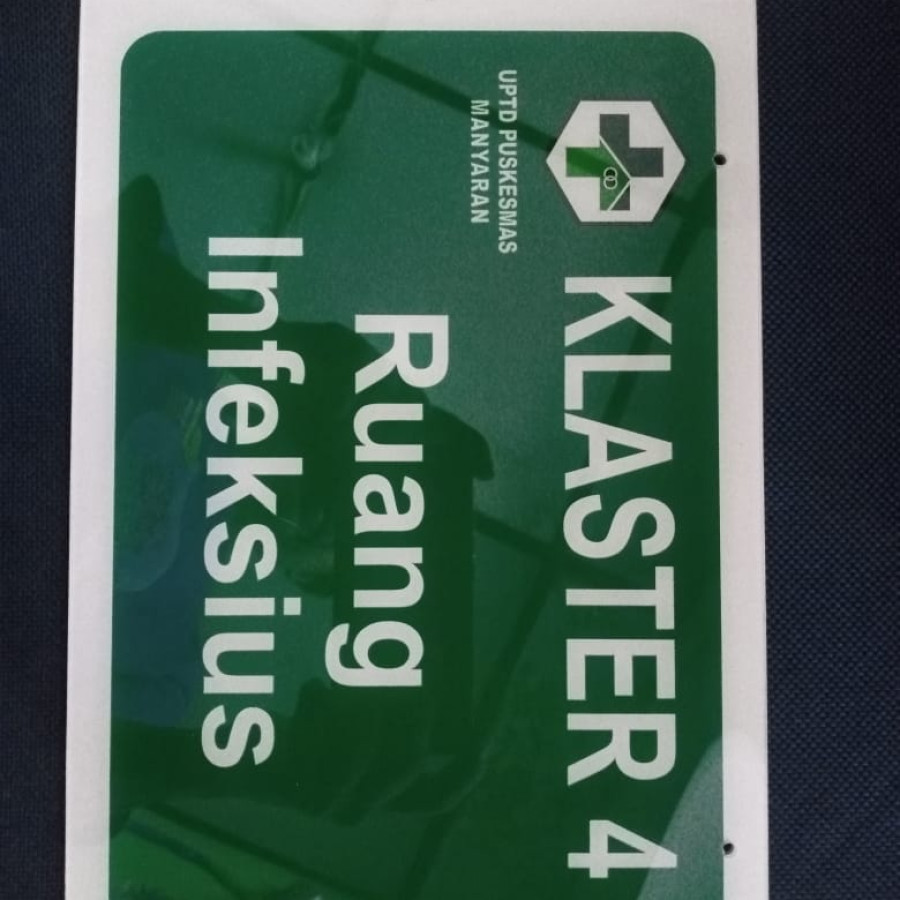 KLASTER 4
UPTD PUSKESMAS
MANYARAN
Ruang
Infeksius